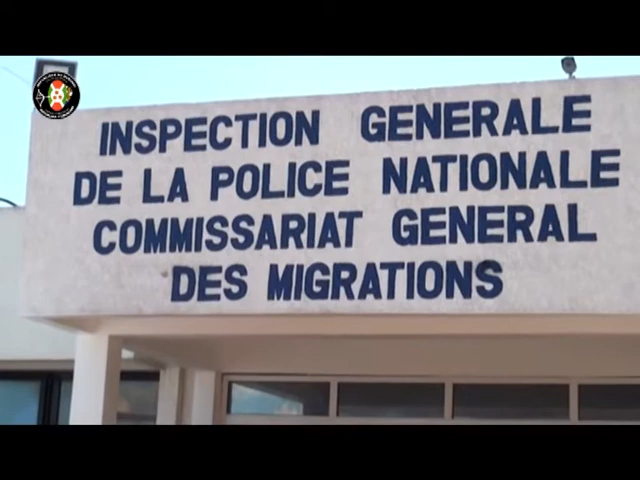 INSPECTION GENERALE
DE LA POLICE NATIONALE
COMMISSARIAT GENERAL
DES MIGRATIONS